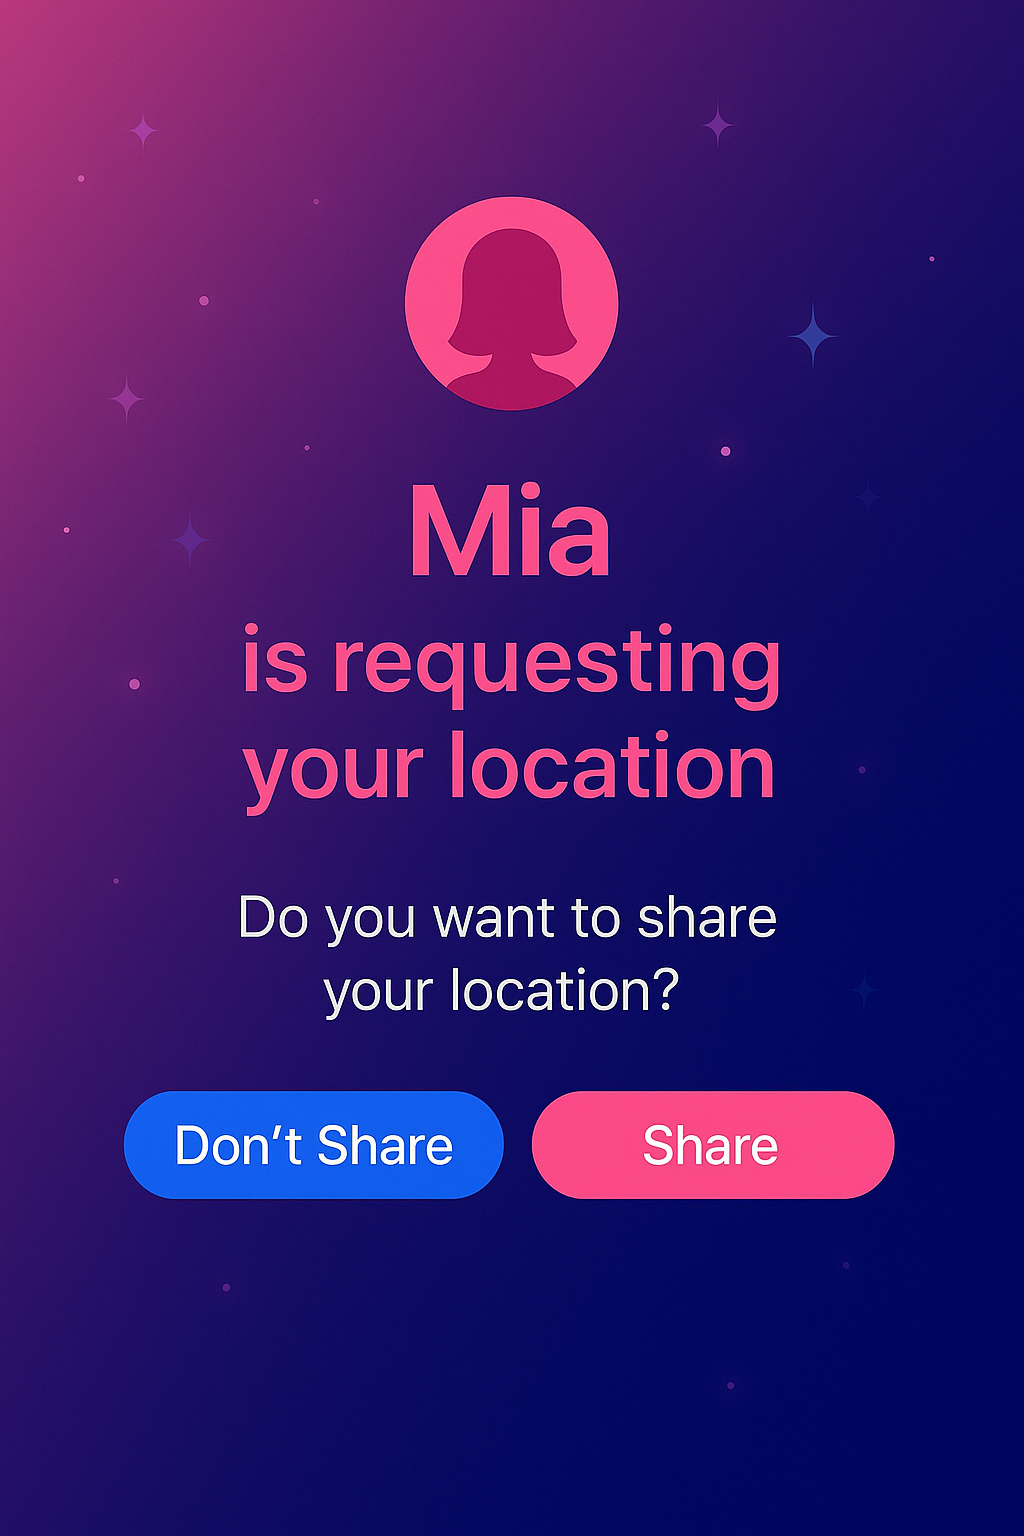 Mia
is requesting
your location
Do you want to share
your location?
Don’t Share
Share